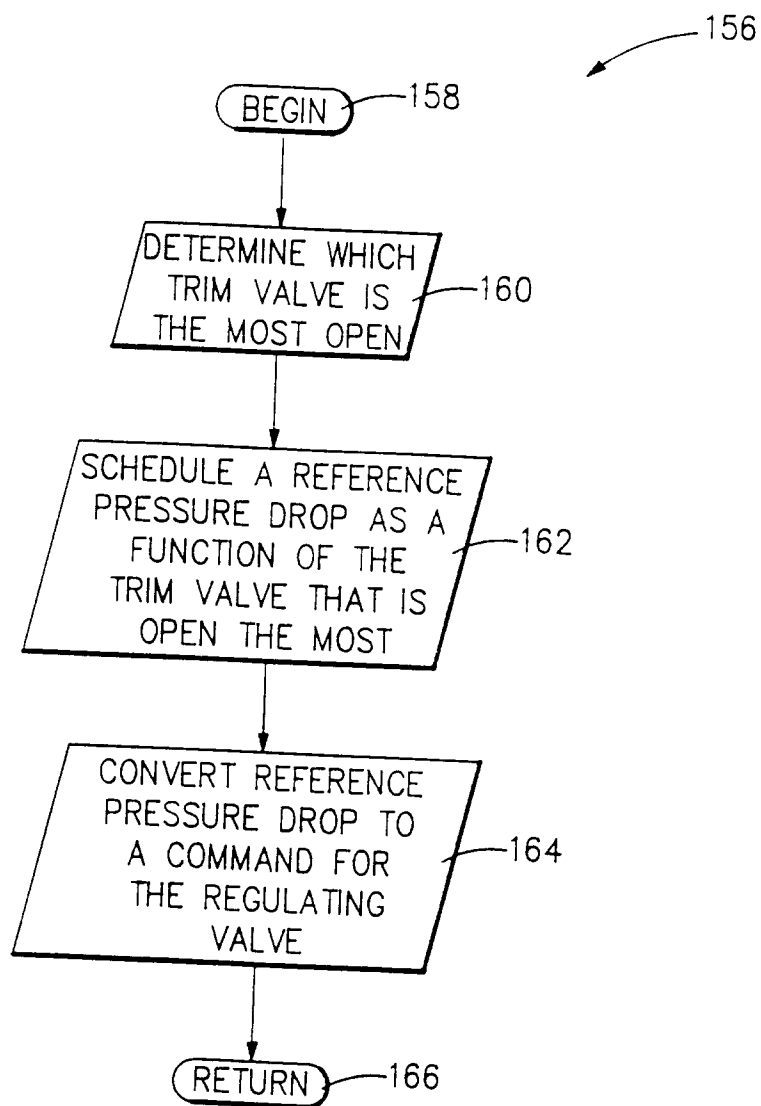 156
BEGIN
158
DETERMINE WHICH
TRIM VALVE IS
THE MOST OPEN
160
SCHEDULE A REFERENCE
PRESSURE DROP AS A
FUNCTION OF THE
TRIM VALVE THAT IS
OPEN THE MOST
162
CONVERT REFERENCE
PRESSURE DROP TO
A COMMAND FOR
THE REGULATING
VALVE
164
RETURN
166